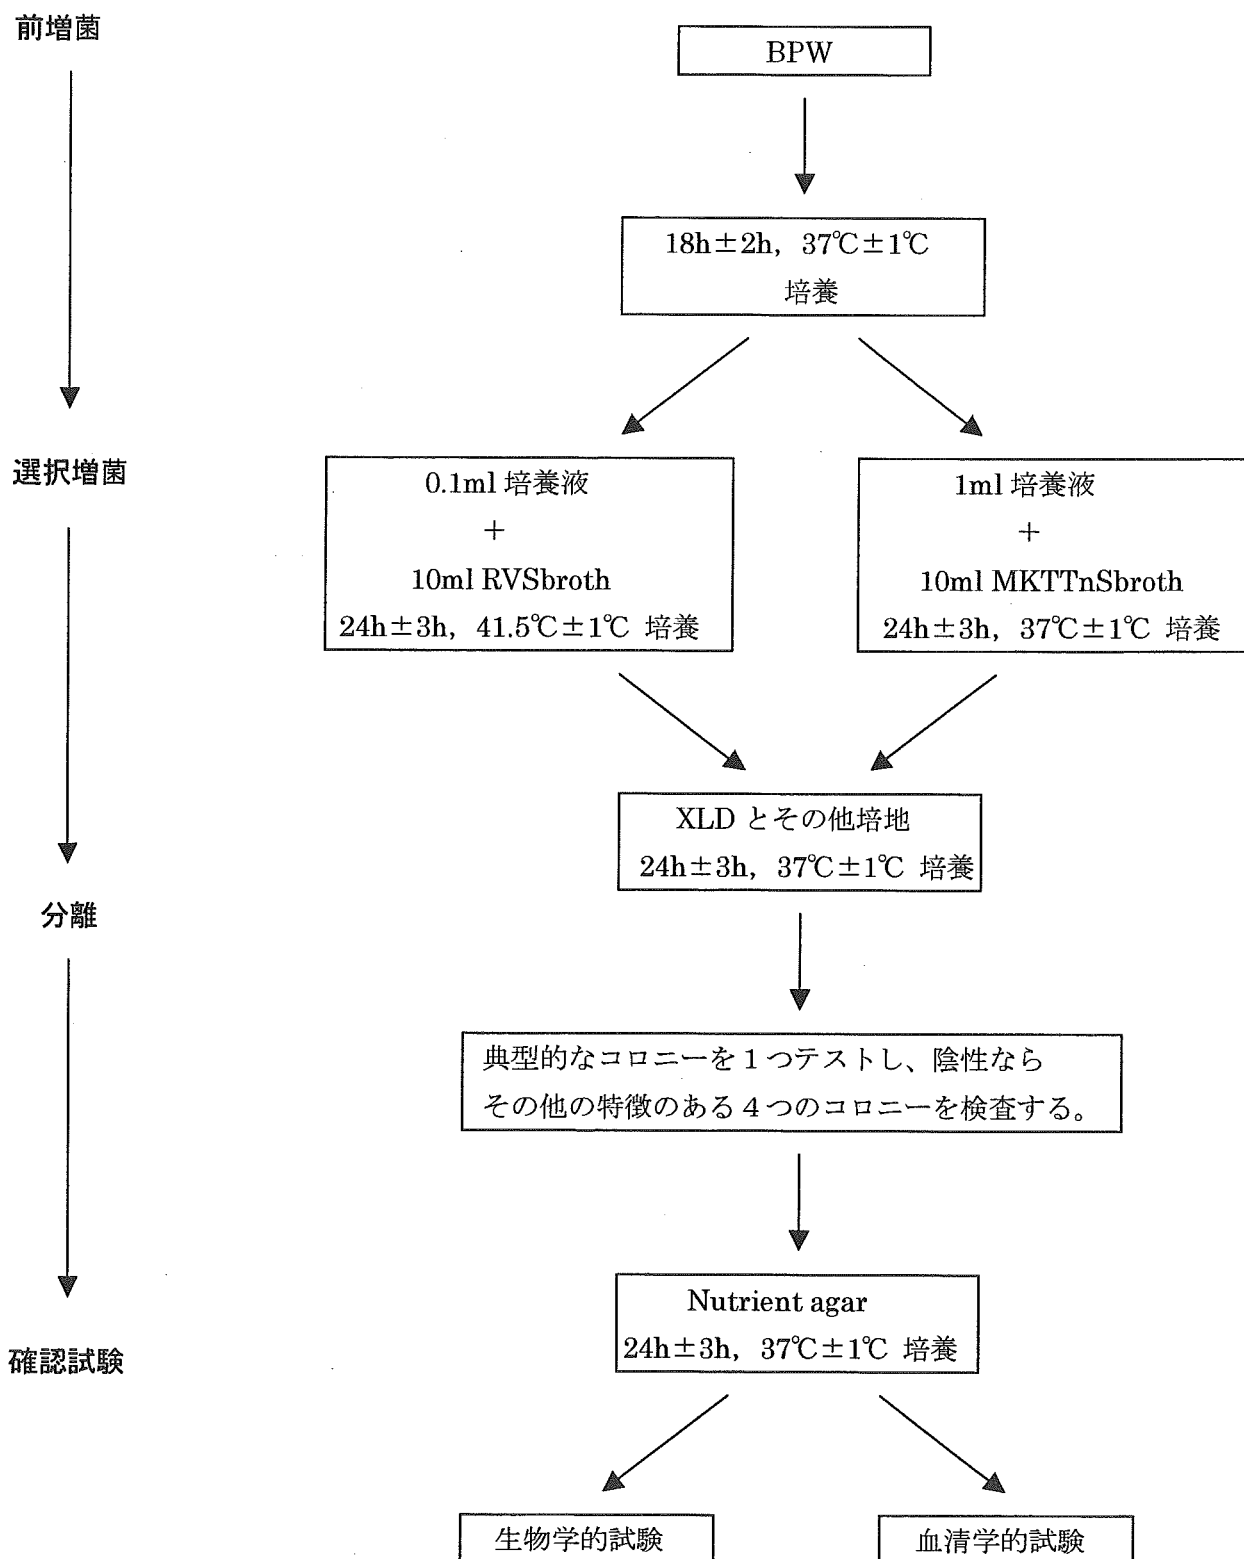 前増菌
BPW
18h±2h, 37℃±1℃
培養
選択増菌
0.1ml 培養液
+
10ml RVSbroth
24h±3h, 41.5℃±1℃ 培養
1ml 培養液
+
10ml MKTTnSbroth
24h±3h, 37℃±1℃ 培養
XLD とその他培地
24h±3h, 37℃±1℃ 培養
分離
典型的なコロニーを1つテストし、陰性なら
その他の特徴のある4つのコロニーを検査する。
Nutrient agar
24h±3h, 37℃±1℃ 培養
確認試験
生物学的試験
血清学的試験